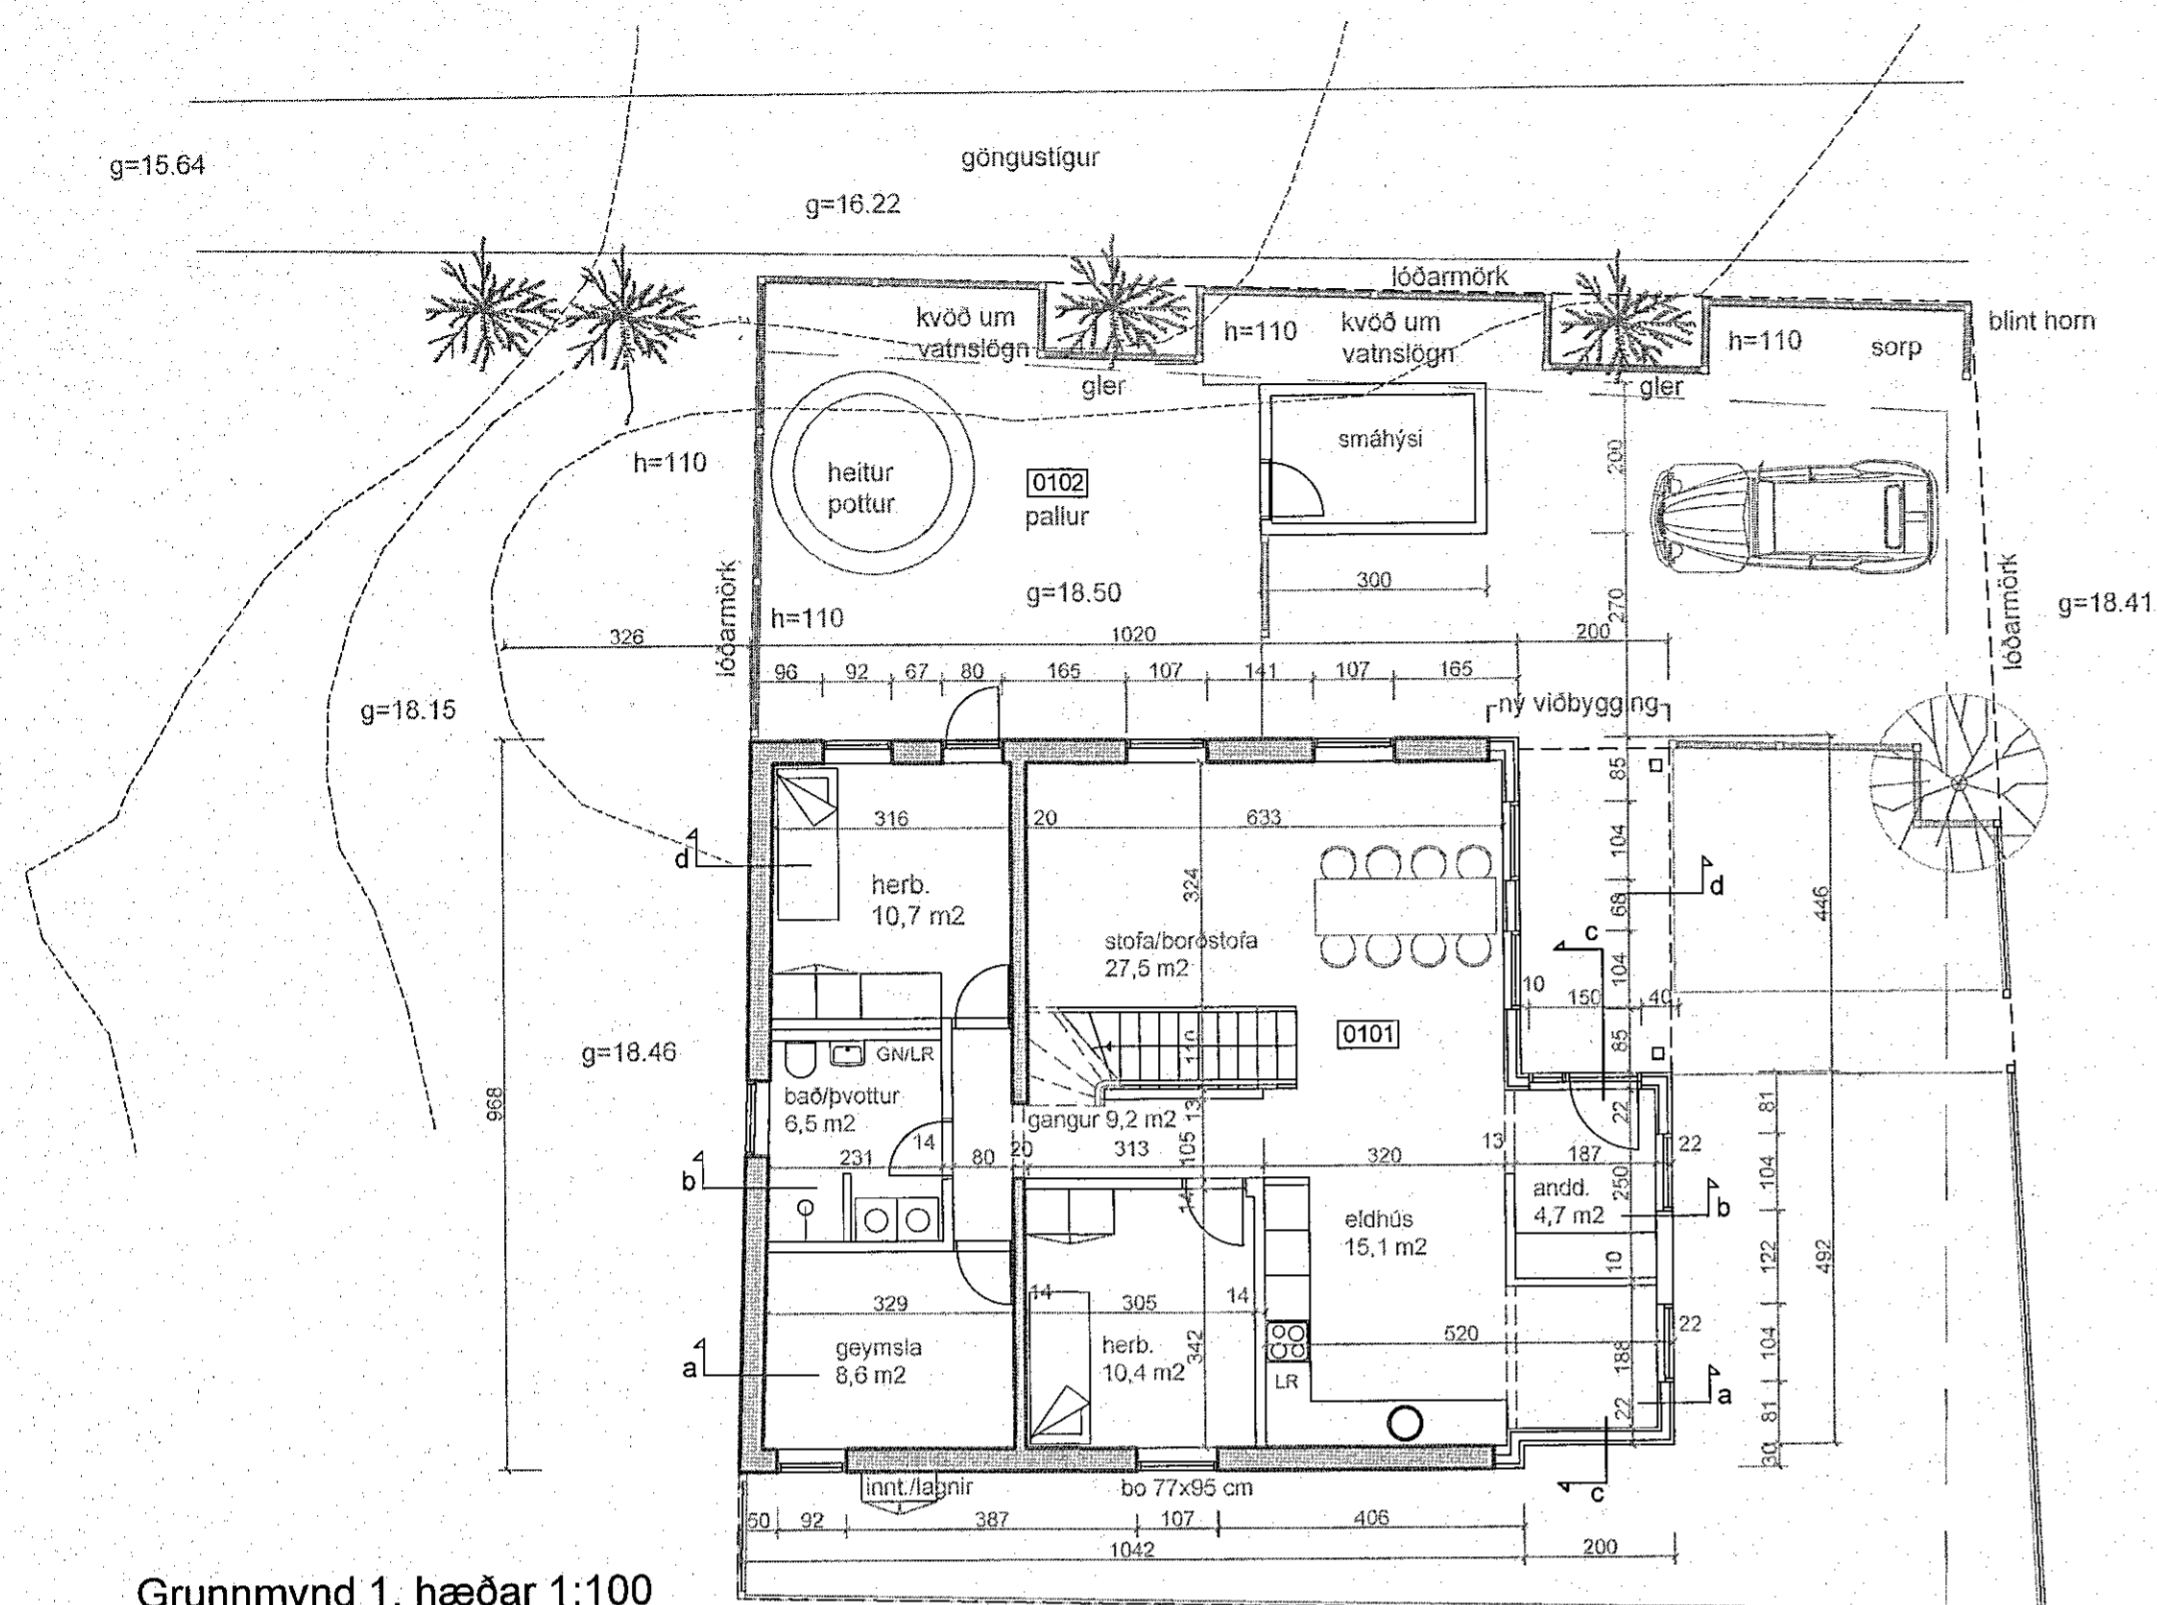 göngustígur
g=15.64
g=16.22
lóðarmörk
kvöð um
vatnslögn
h=110
kvöð um
vatnslögn
h=110
sorp
blint horn
gler
gler
smáhýsi
h=110
heitur
pottur
0102
pallur
200
lóðarmörk
g=18.50
300
270
lóðarmörk
g=18.41
h=110
326
1020
200
96
92
67
80
165
107
141
107
165
g=18.15
ný viðbygging
85
316
20
633
104
d
herb.
10,7 m2
324
68
d
446
stofa/borðstofa
27,5 m2
c
104
10
150
40
0101
110
85
g=18.46
GN/LR
bað/þvottur
6,5 m2
968
gangur 9,2 m2
13
22
81
14
231
80
20
313
105
320
13
187
22
104
b
andd.
4,7 m2
250
b
14
eldhús
15,1 m2
10
122
492
329
14
305
14
520
22
geymsla
8,6 m2
a
herb.
10,4 m2
342
LR
188
104
a
22
81
30
innt./lagnir
bo 77x95 cm
c
50
92
387
107
406
1042
200
Grunnmynd 1. hæðar 1:100